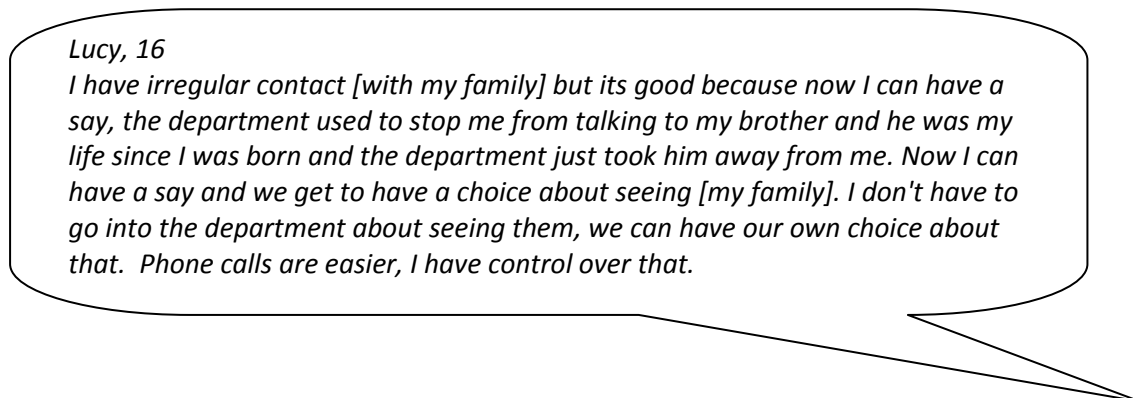 Lucy, 16
I have irregular contact [with my family] but its good because now I can have a
say, the department used to stop me from talking to my brother and he was my
life since I was born and the department just took him away from me. Now I can
have a say and we get to have a choice about seeing [my family]. I don't have to
go into the department about seeing them, we can have our own choice about
that.  Phone calls are easier, I have control over that.